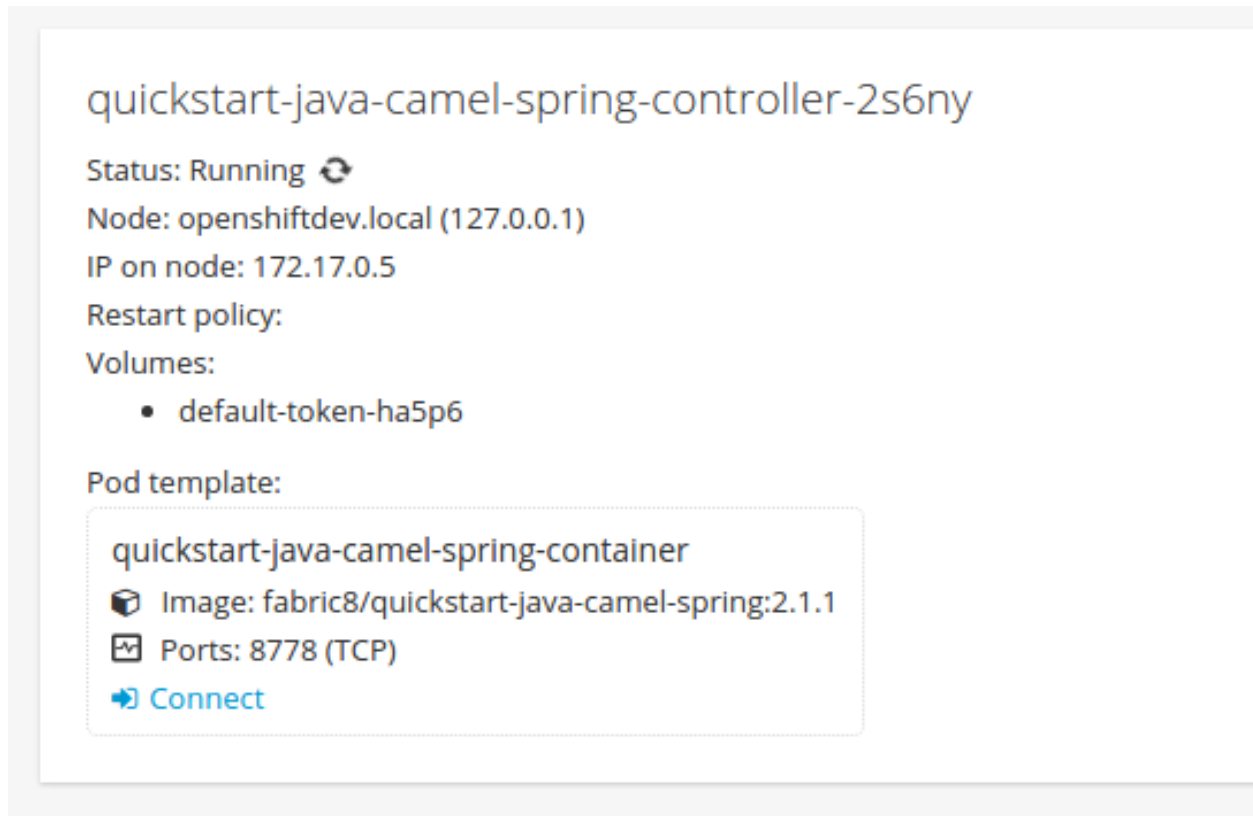 quickstart-java-camel-spring-controller-2s6ny
Status: Running
Node: openshiftdev.local (127.0.0.1)
IP on node: 172.17.0.5
Restart policy:
Volumes:
default-token-ha5p6
Pod template:
quickstart-java-camel-spring-container
Image: fabric8/quickstart-java-camel-spring:2.1.1
Ports: 8778 (TCP)
Connect